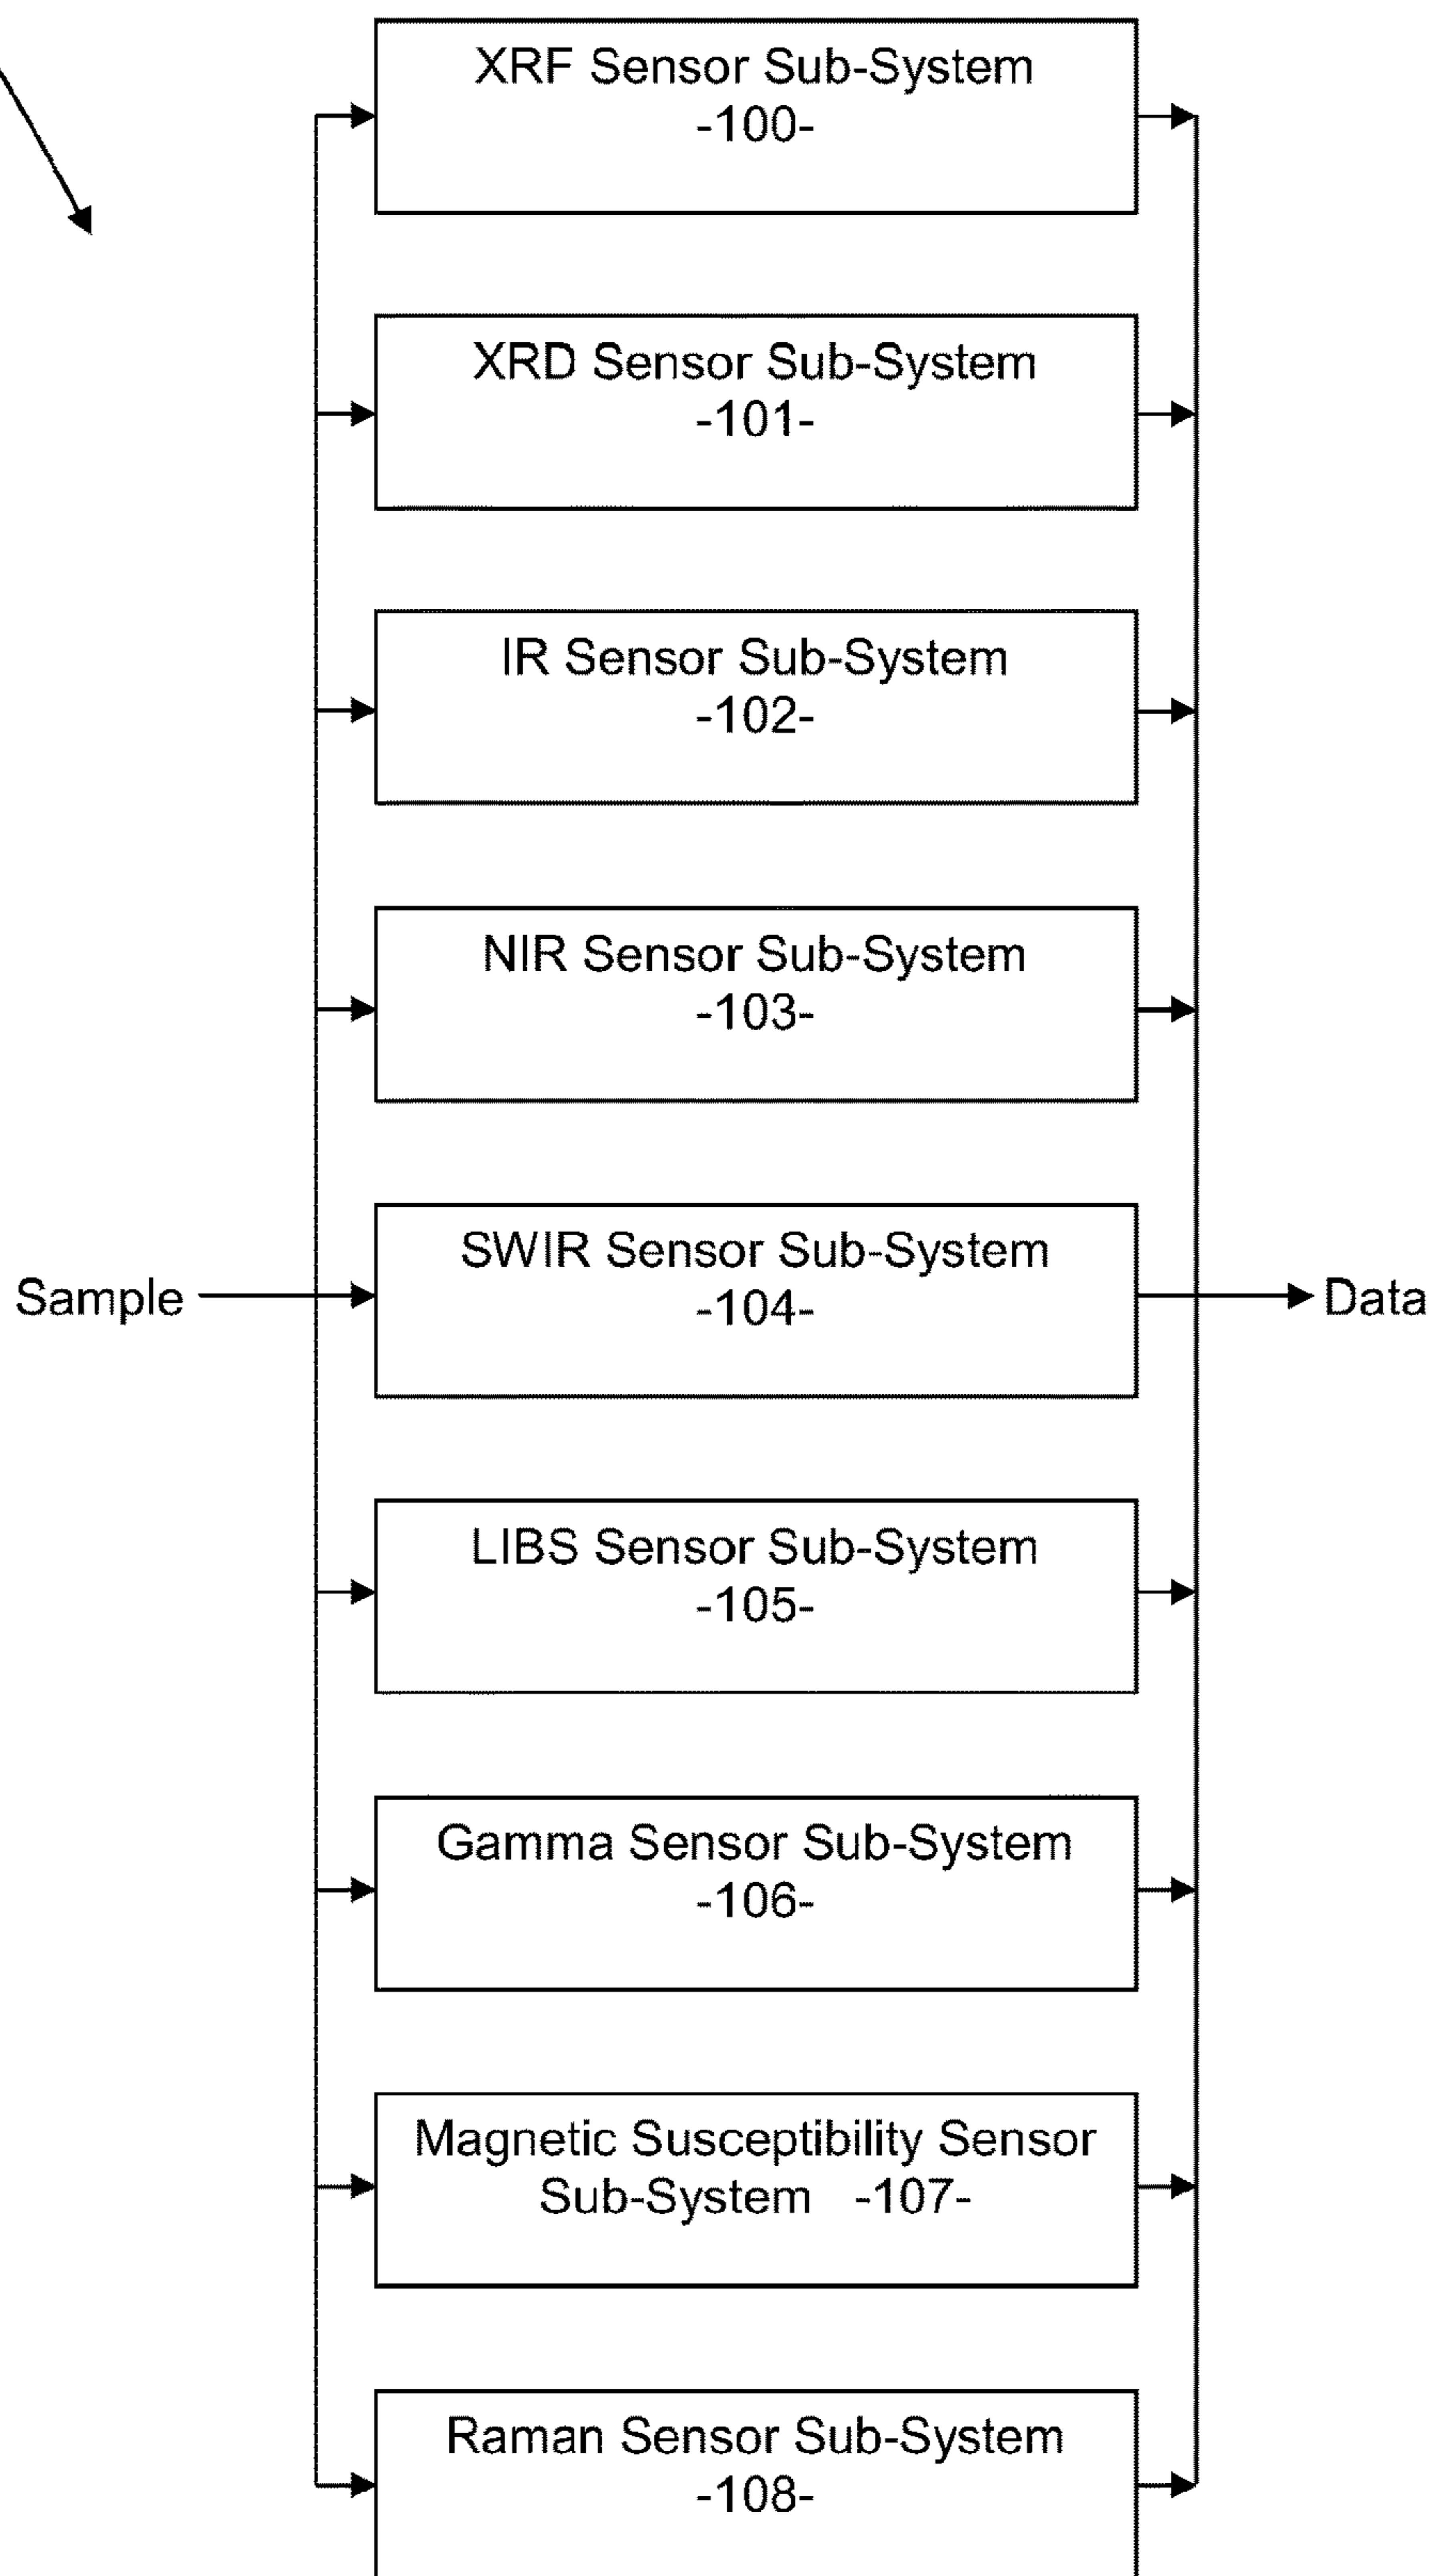 XRF Sensor Sub-System
-100-
XRD Sensor Sub-System
-101-
IR Sensor Sub-System
-102-
NIR Sensor Sub-System
-103-
SWIR Sensor Sub-System
-104-
Sample
Data
LIBS Sensor Sub-System
-105-
Gamma Sensor Sub-System
-106-
Magnetic Susceptibility Sensor
Sub-System -107-
Raman Sensor Sub-System
-108-